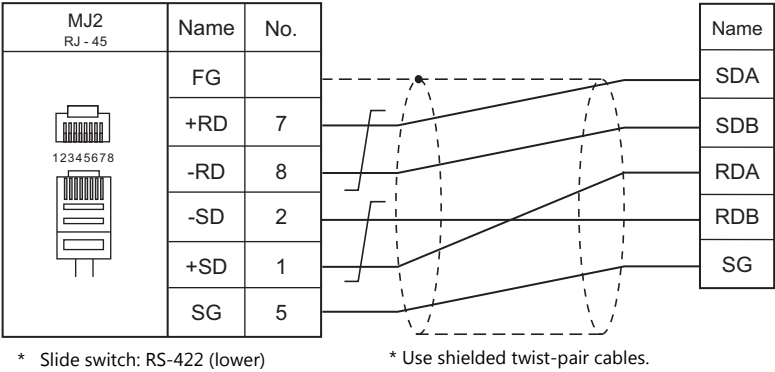 MJ2 Name No. Name
RJ - 45
FG SDA
+RD 7 SDB
-RD 8 RDA
-SD 2 RDB
+SD 1 SG
SG 5
12345678
* Slide switch: RS-422 (lower) * Use shielded twist-pair cables.